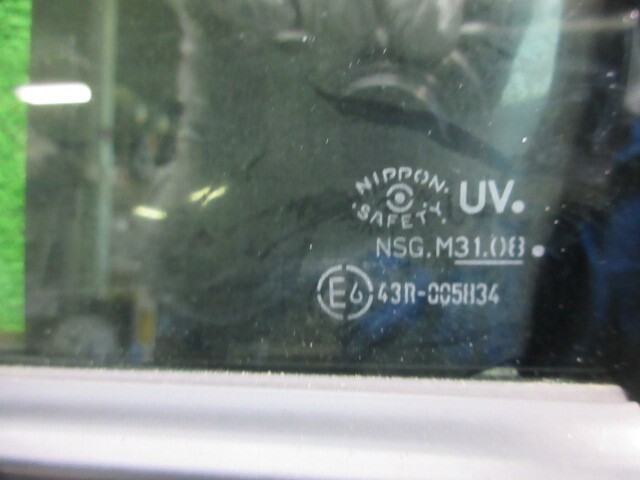 NIPPON
SAFETY
UV.
NSG.M31.08.
E6 43R-005834